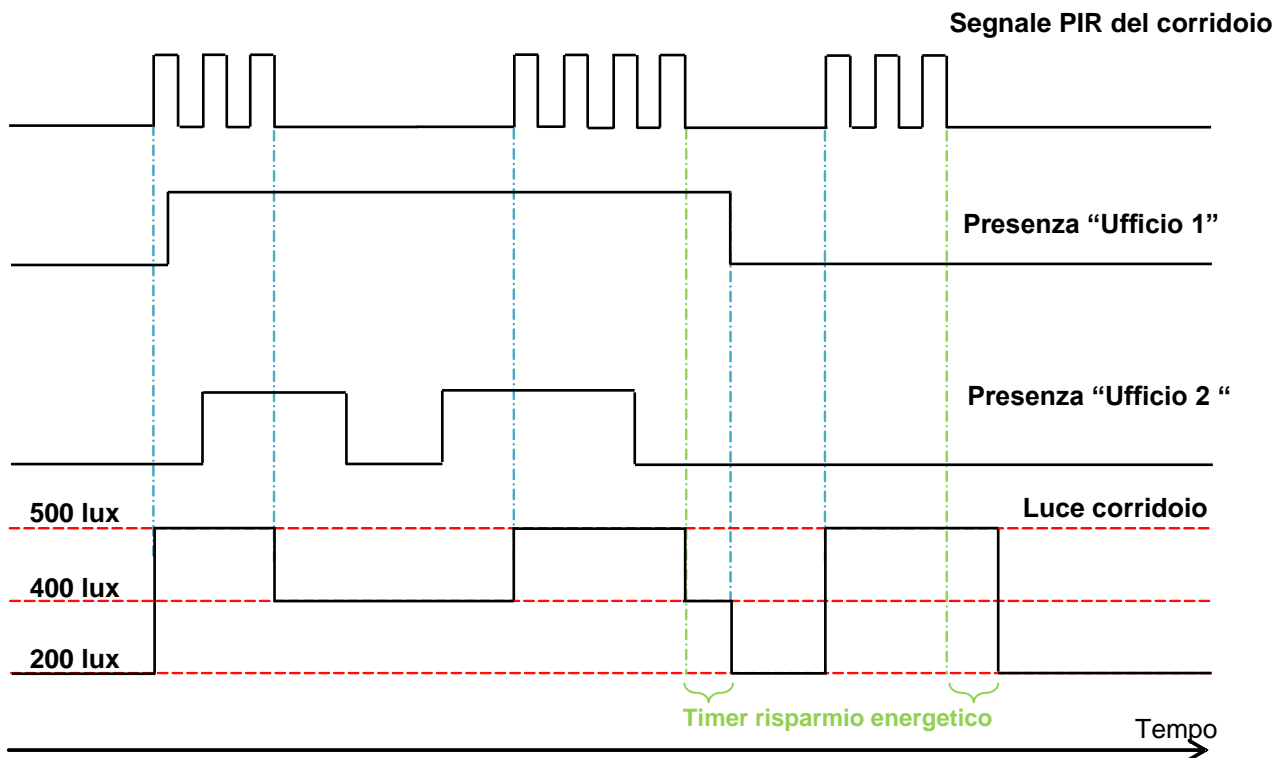 Segnale PIR del corridoio
Presenza “Ufficio 1”
Presenza “Ufficio 2 “
500 lux
Luce corridoio
400 lux
200 lux
Timer risparmio energetico
Tempo